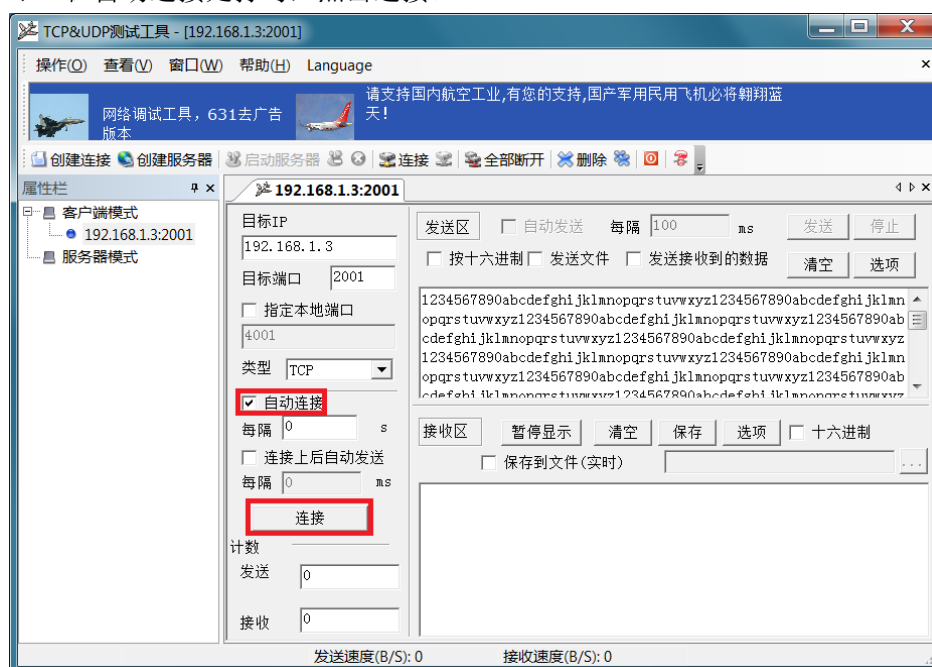 TCP&UDP测试工具 - [192.168.1.3:2001]
操作(O) 查看(V) 窗口(W) 帮助(H) Language
网络调试工具，631去广告版本
请支持国内航空工业,有您的支持,国产军用民用飞机必将翱翔蓝天!
创建连接 创建服务器 启动服务器 连接 全部断开 删除
属性栏
客户端模式
192.168.1.3:2001
服务器模式
192.168.1.3:2001
目标IP
192.168.1.3
目标端口 2001
指定本地端口
4001
类型 TCP
自动连接
每隔 0 s
连接上后自动发送
每隔 0 ms
连接
计数
发送 0
接收 0
发送区 自动发送 每隔 100 ms 发送 停止
按十六进制 发送文件 发送接收到的数据 清空 选项
1234567890abcdefghijklmnopqrstuvwxyz1234567890abcdefghijklmn
opqrstuvwxyz1234567890abcdefghijklmnopqrstuvwxyz1234567890ab
cdefghijklmnopqrstuvwxyz1234567890abcdefghijklmnopqrstuvwxyz
1234567890abcdefghijklmnopqrstuvwxyz1234567890abcdefghijklmn
opqrstuvwxyz1234567890abcdefghijklmnopqrstuvwxyz1234567890ab
cdefghijklmnopqrstuvwxyz1234567890abcdefghijklmnopqrstuvwxyz
接收区 暂停显示 清空 保存 选项 十六进制
保存到文件(实时) ...
发送速度(B/S): 0 接收速度(B/S): 0